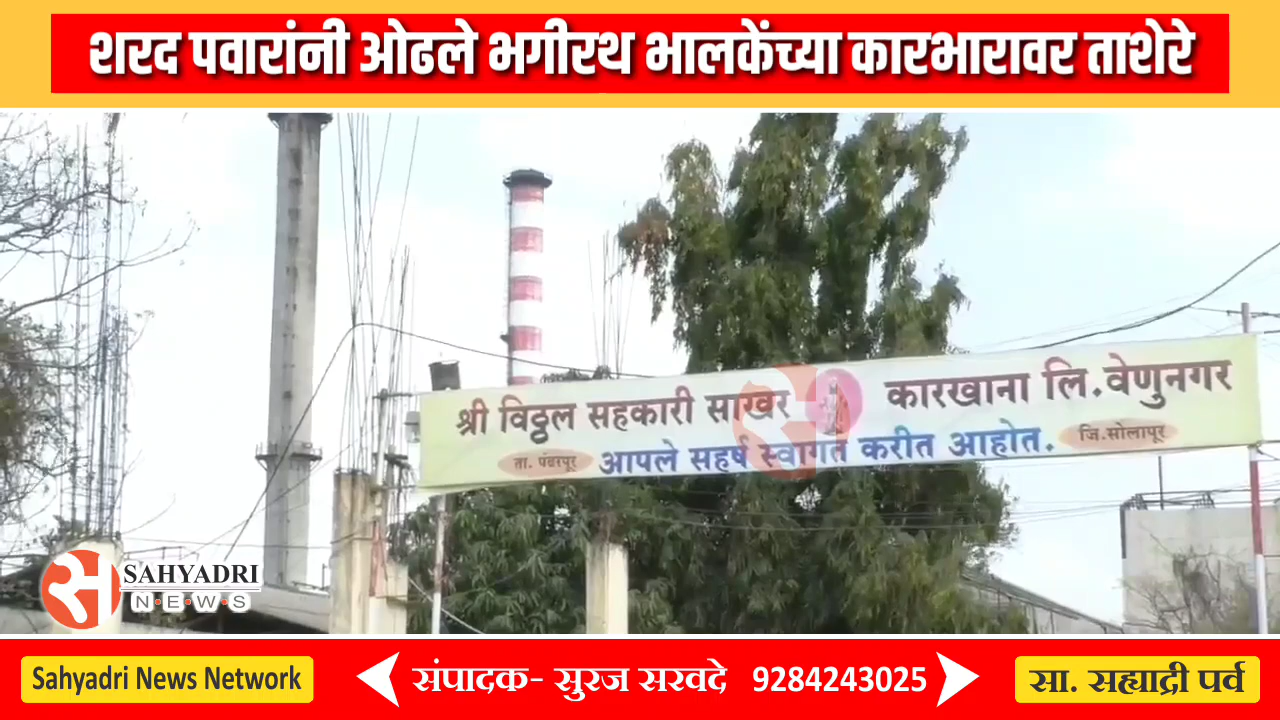 शरद पवारांनी ओढले भगीरथ भालकेंच्या कारभारावर ताशेरे
श्री विठ्ठल सहकारी साखर कारखाना लि. वेणुनगर
ता. पंढरपूर आपले सहर्ष स्वागत करीत आहोत. जि.सोलापूर
SAHYADRI
NEWS
Sahyadri News Network
संपादक- सुरज सरवदे 9284243025
सा. सह्याद्री पर्व